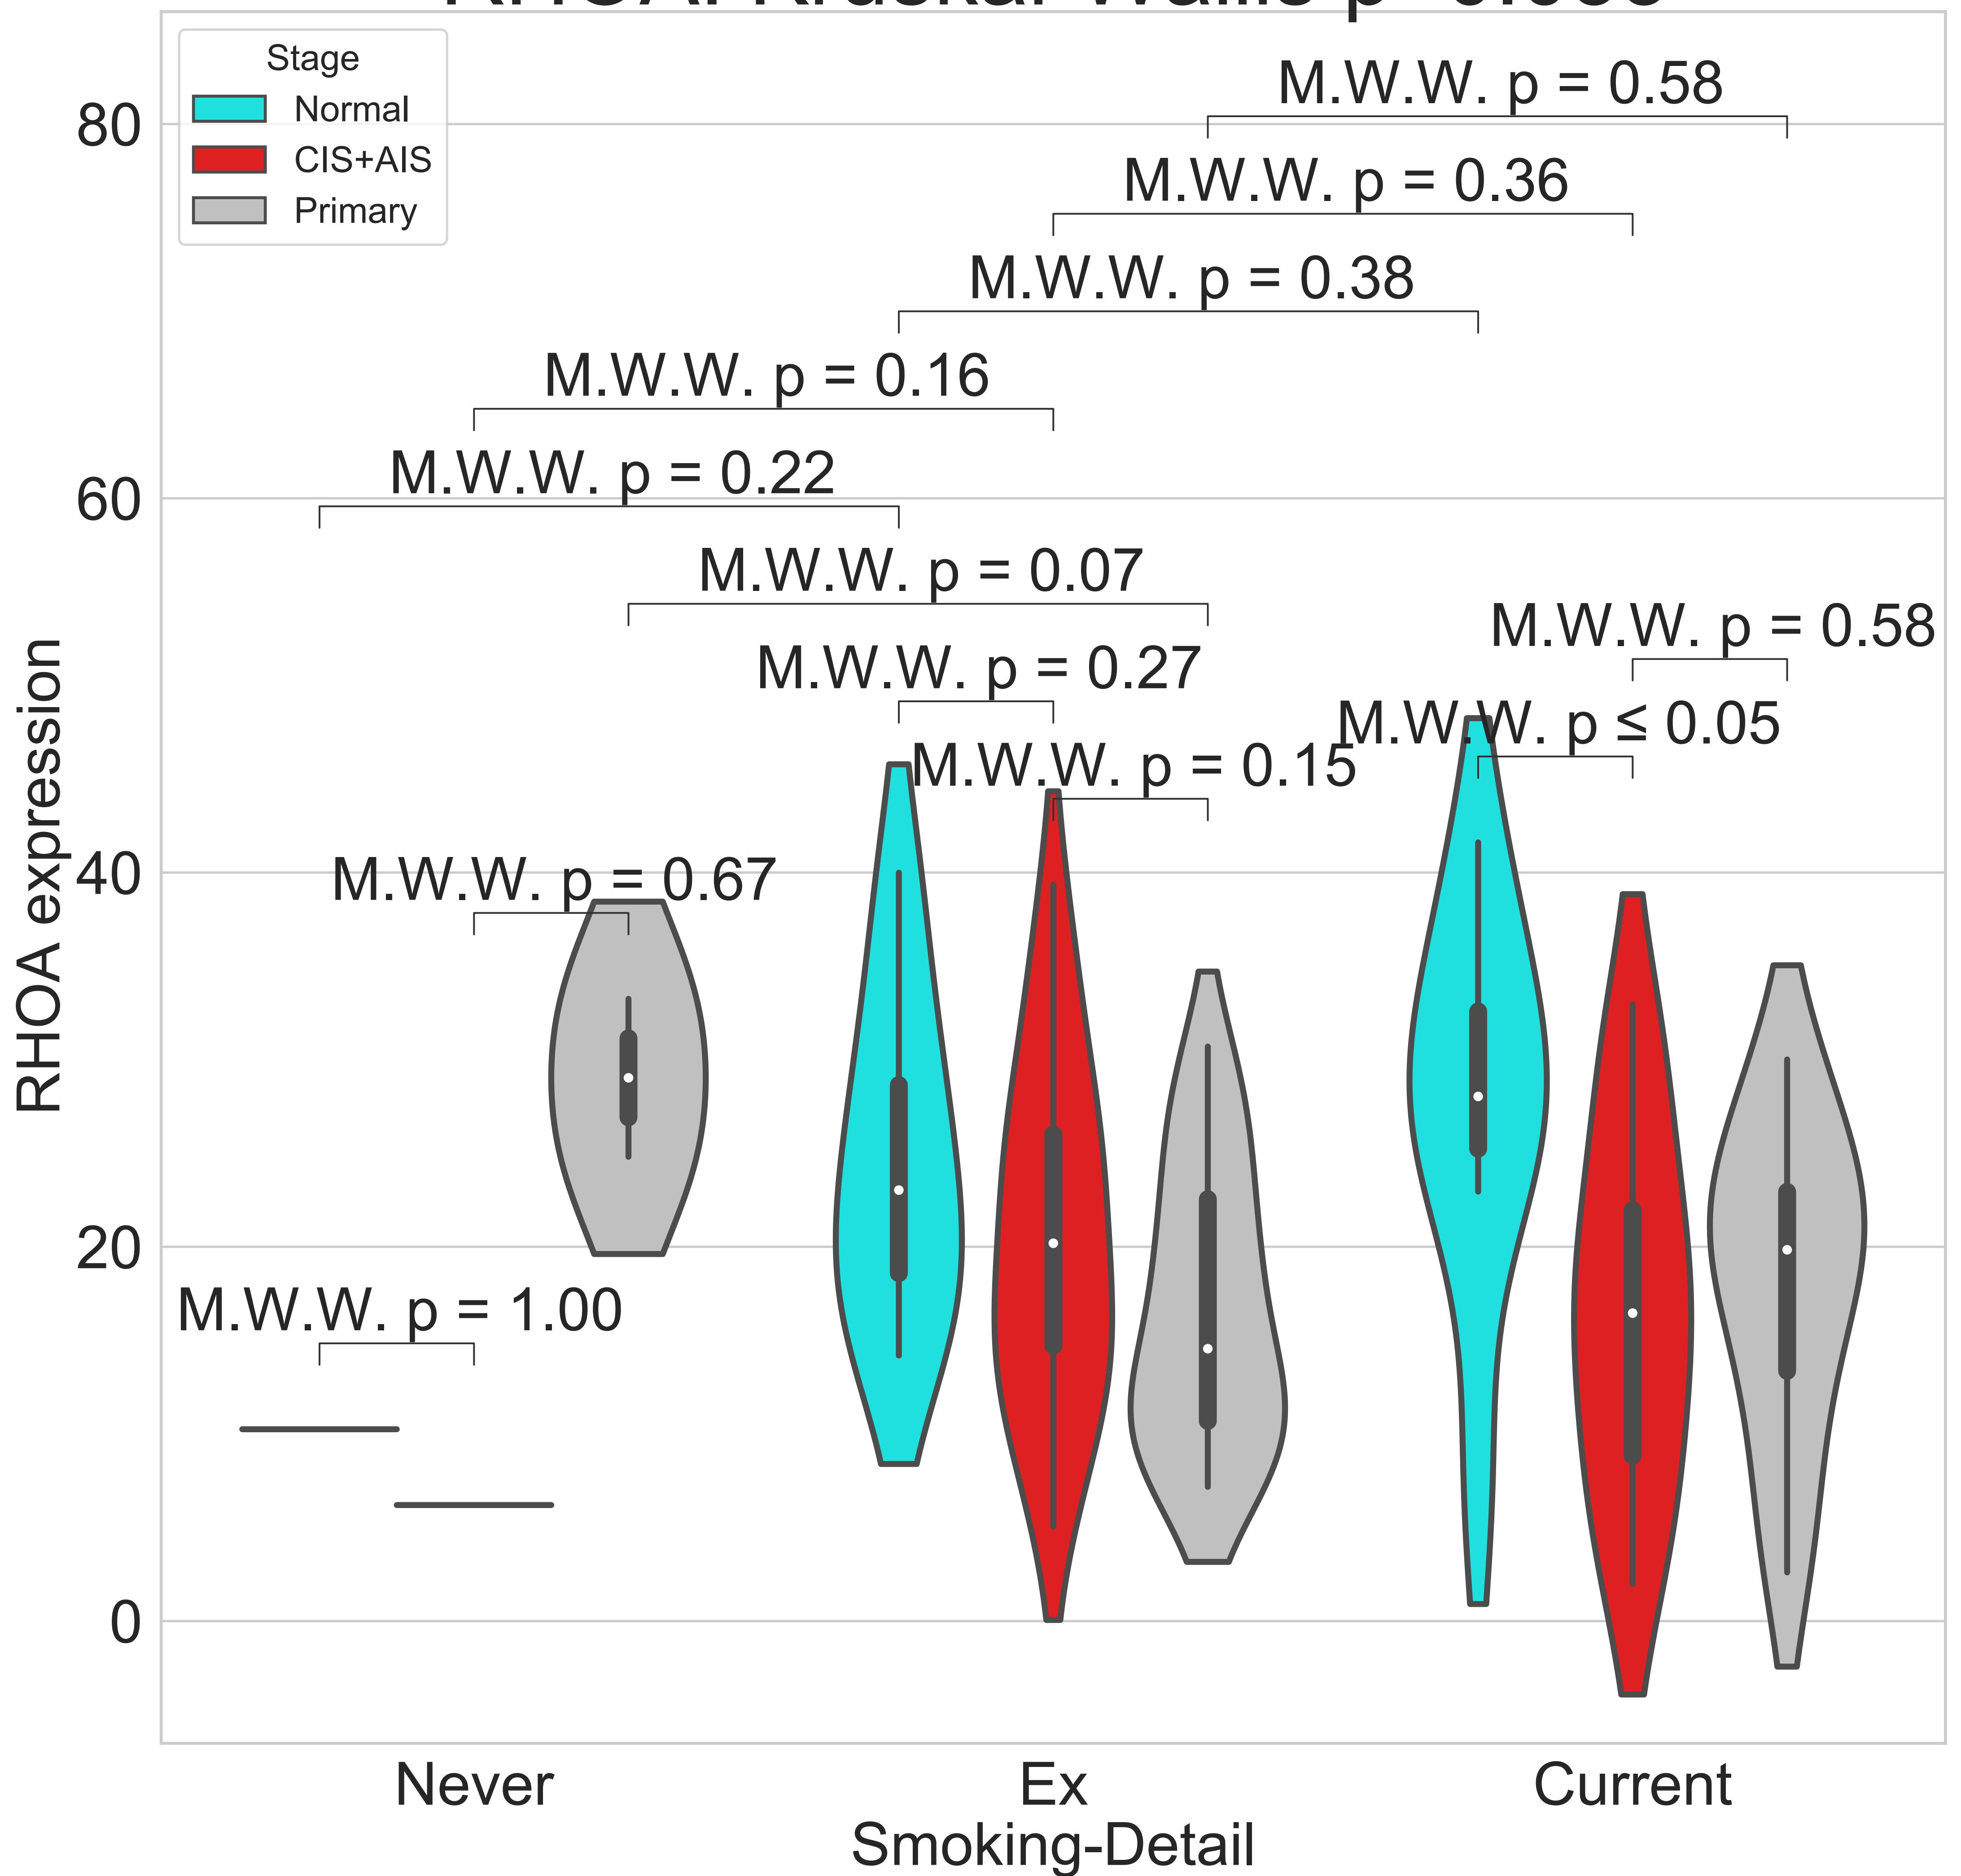 Stage
Normal
CIS+AIS
Primary
M.W.W. p = 0.58
M.W.W. p = 0.36
M.W.W. p = 0.38
M.W.W. p = 0.16
M.W.W. p = 0.22
M.W.W. p = 0.07
M.W.W. p = 0.58
M.W.W. p = 0.27
M.W.W. p ≤ 0.05
M.W.W. p = 0.15
M.W.W. p = 0.67
M.W.W. p = 1.00
80
60
40
20
0
RHOA expression
Never
Ex
Current
Smoking-Detail